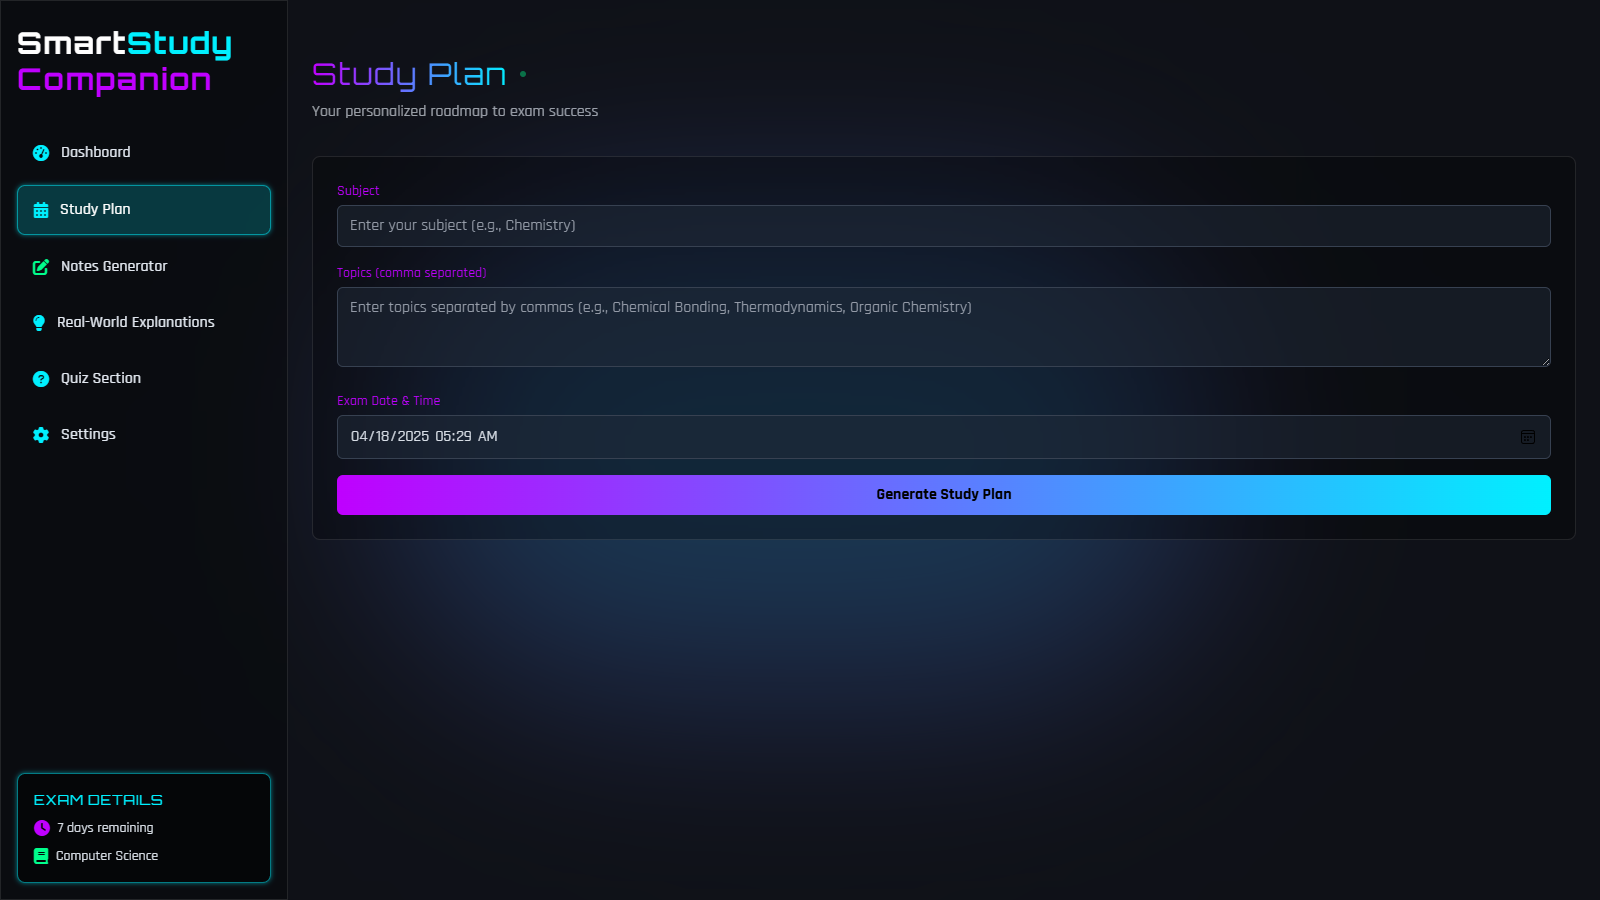 SmartStudy
Companion
Dashboard
Study Plan
Notes Generator
Real-World Explanations
Quiz Section
Settings
EXAM DETAILS
7 days remaining
Computer Science
Study Plan
Your personalized roadmap to exam success
Subject
Enter your subject (e.g., Chemistry)
Topics (comma separated)
Enter topics separated by commas (e.g., Chemical Bonding, Thermodynamics, Organic Chemistry)
Exam Date & Time
04/18/2025 05:29 AM
Generate Study Plan